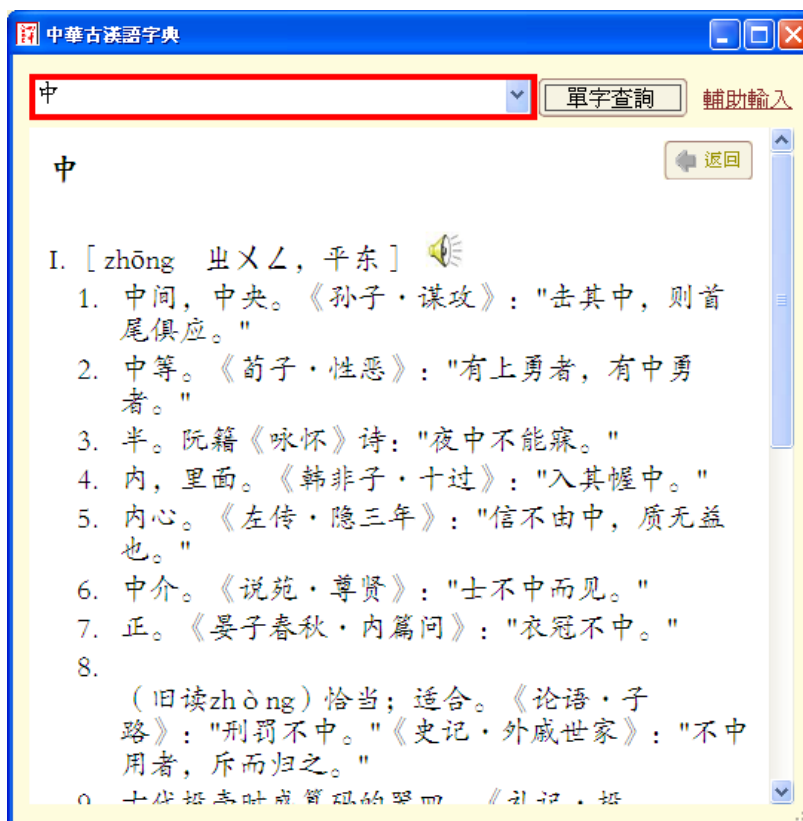 中華古漢語字典
中
單字查詢
輔助輸入
中
返回
I. [zhōng ㄓㄨㄥ, 平东]
1. 中间, 中央。《孙子·谋攻》: "击其中, 则首
尾俱应。"
2. 中等。《荀子·性恶》: "有上勇者, 有中勇
者。"
3. 半。阮籍《咏怀》诗: "夜中不能寐。"
4. 内, 里面。《韩非子·十过》: "入其幄中。"
5. 内心。《左传·隐三年》: "信不由中, 质无益
也。"
6. 中介。《说苑·尊贤》: "士不中而见。"
7. 正。《晏子春秋·内篇问》: "衣冠不中。"
8.
(旧读zhòng)恰当; 适合。《论语·子
路》: "刑罚不中。"《史记·外戚世家》: "不中
用者, 斥而归之。"